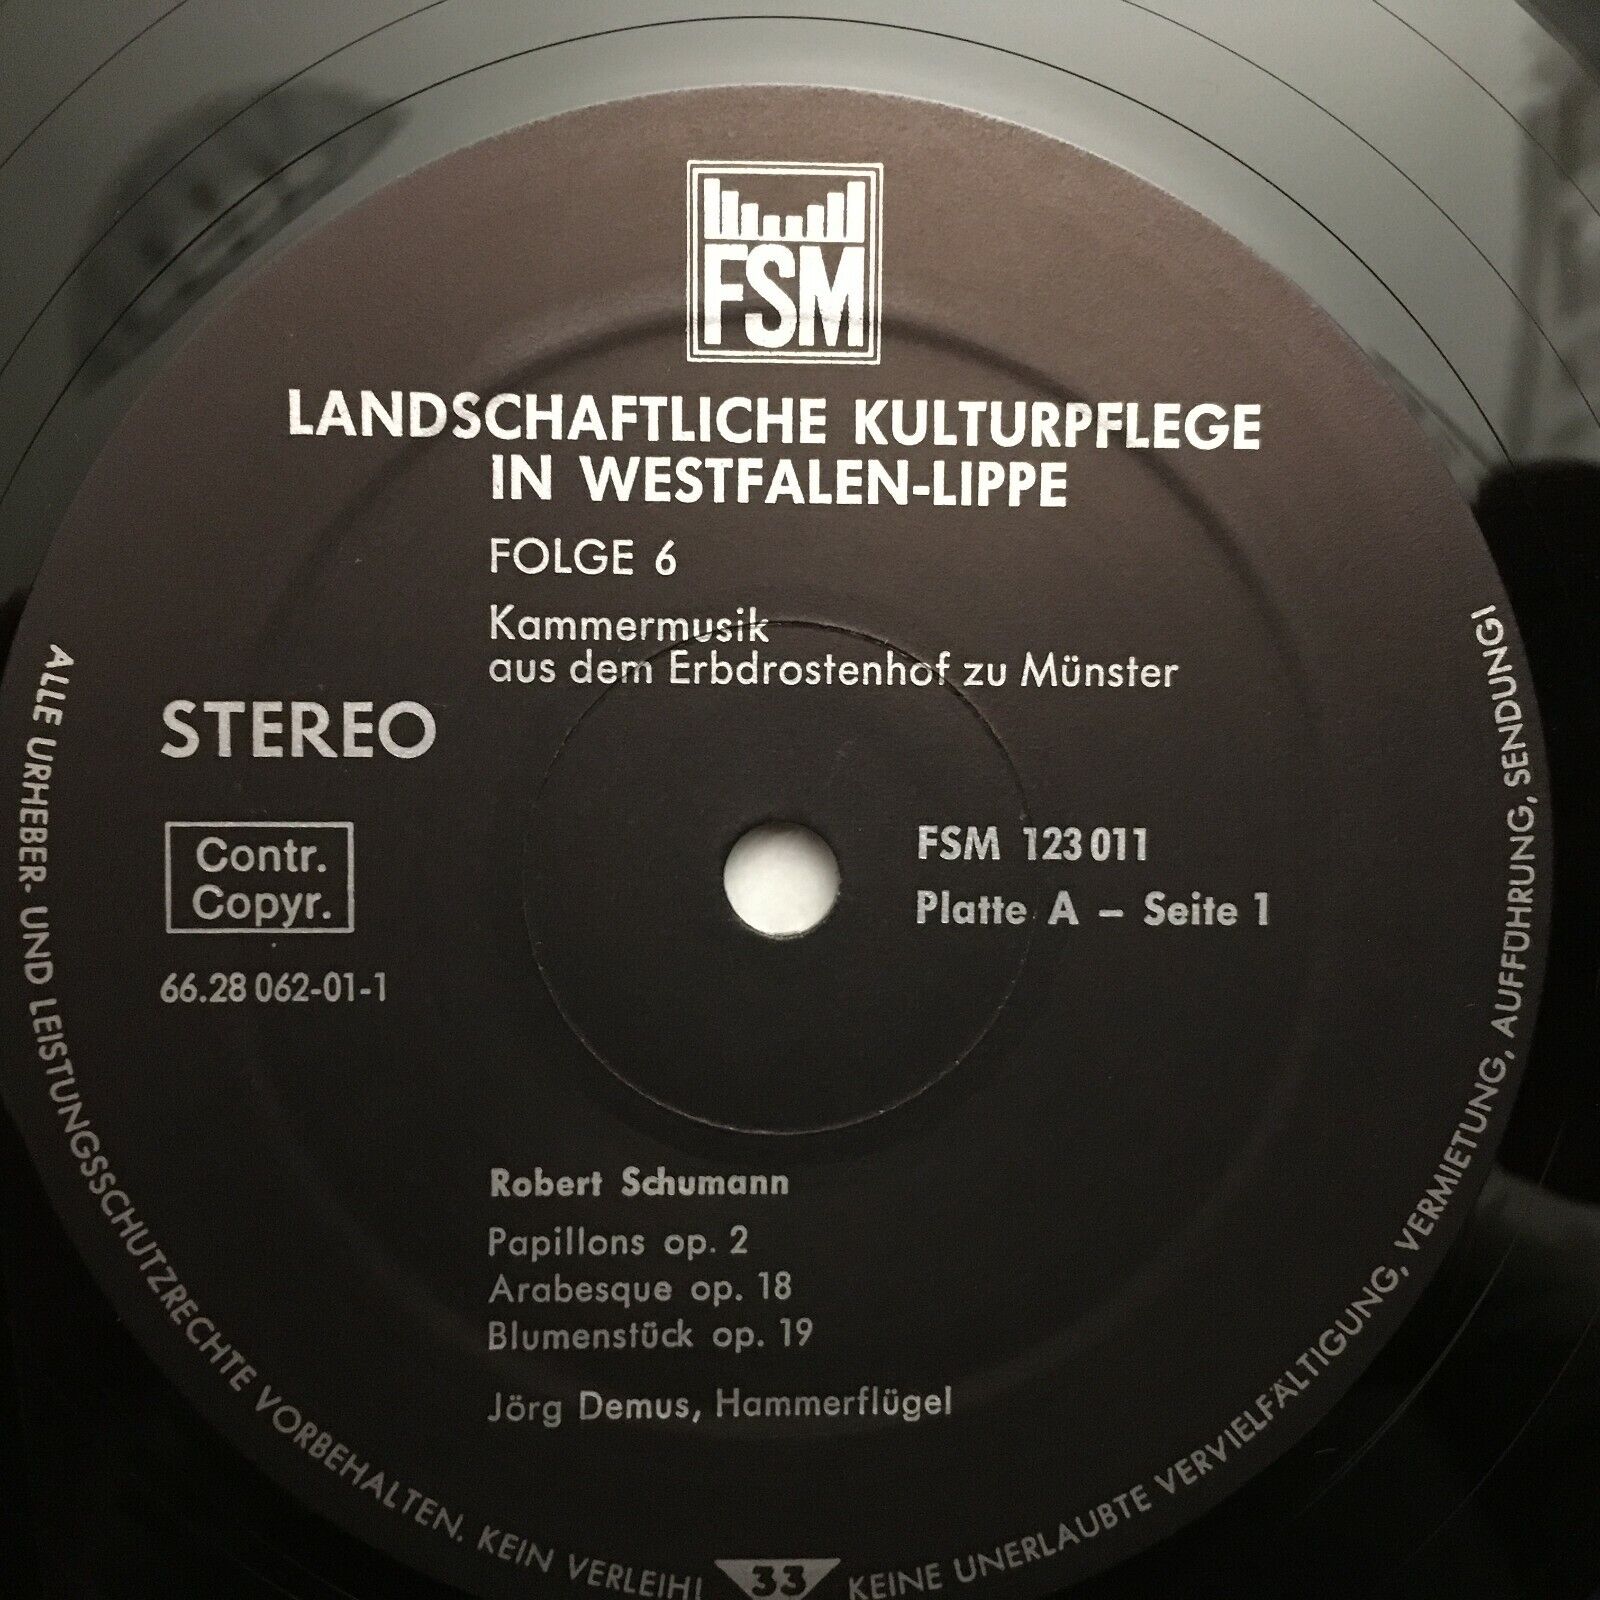 FSM
LANDSCHAFTLICHE KULTURPFLEGE
IN WESTFALEN-LIPPE
FOLGE 6
Kammermusik
aus dem Erbdrostenhof zu Münster
STEREO
Contr.
Copyr.
66.28 062-01-1
FSM 123 011
Platte A – Seite 1
Robert Schumann
Papillons op. 2
Arabesque op. 18
Blumenstück op. 19
Jörg Demus, Hammerflügel
ALLE URHEBER- UND LEISTUNGSSCHUTZRECHTE VORBEHALTEN. KEIN VERLEIH! KEINE UNERLAUBTE VERVIELFÄLTIGUNG, VERMIETUNG, AUFFÜHRUNG, SENDUNG!
33